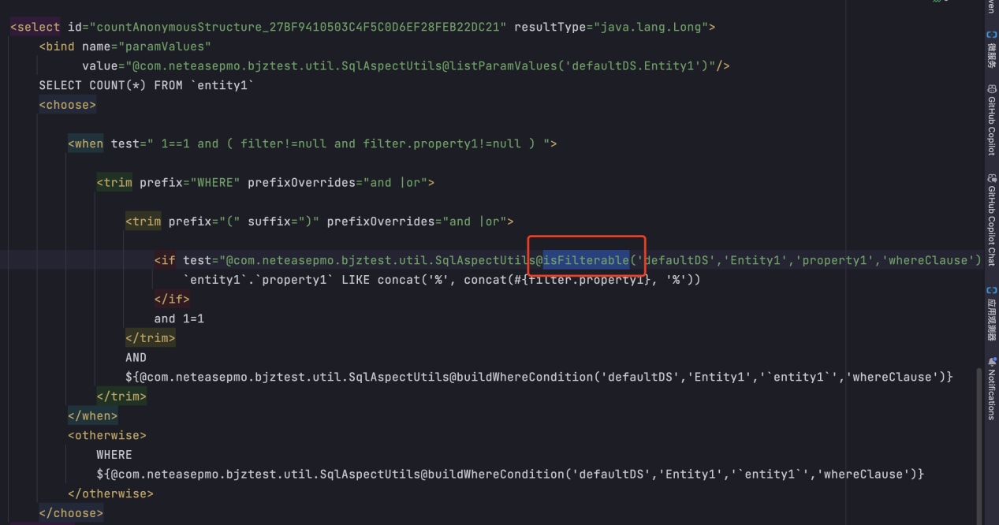 <select id="countAnonymousStructure_27BF9410503C4F5C0D6EF28FEB22DC21" resultType="java.lang.Long">
<bind name="paramValues"
value="@com.neteasepmo.bjztest.util.SqlAspectUtils@listParamValues('defaultDS.Entity1')"/>
SELECT COUNT(*) FROM `entity1`
<choose>
<when test=" 1==1 and ( filter!=null and filter.property1!=null ) ">
<trim prefix="WHERE" prefixOverrides="and |or">
<trim prefix="(" suffix=")" prefixOverrides="and |or">
<if test="@com.neteasepmo.bjztest.util.SqlAspectUtils@isFilterable('defaultDS','Entity1','property1','whereClause')
`entity1`.`property1` LIKE concat('%', concat(#{filter.property1}, '%'))
</if>
and 1=1
</trim>
AND
${@com.neteasepmo.bjztest.util.SqlAspectUtils@buildWhereCondition('defaultDS','Entity1','`entity1`','whereClause')}
</trim>
</when>
<otherwise>
WHERE
${@com.neteasepmo.bjztest.util.SqlAspectUtils@buildWhereCondition('defaultDS','Entity1','`entity1`','whereClause')}
</otherwise>
</choose>
微服务
GitHub Copilot
GitHub Copilot Chat
应用观测器
Notifications